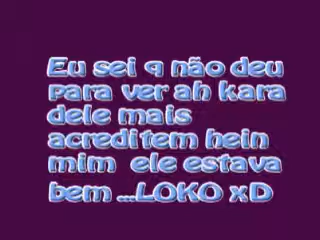 Eu sei q não deu
para ver ah kara
dele mais
acreditem hein
mim ele estava
bem ...LOKO xD